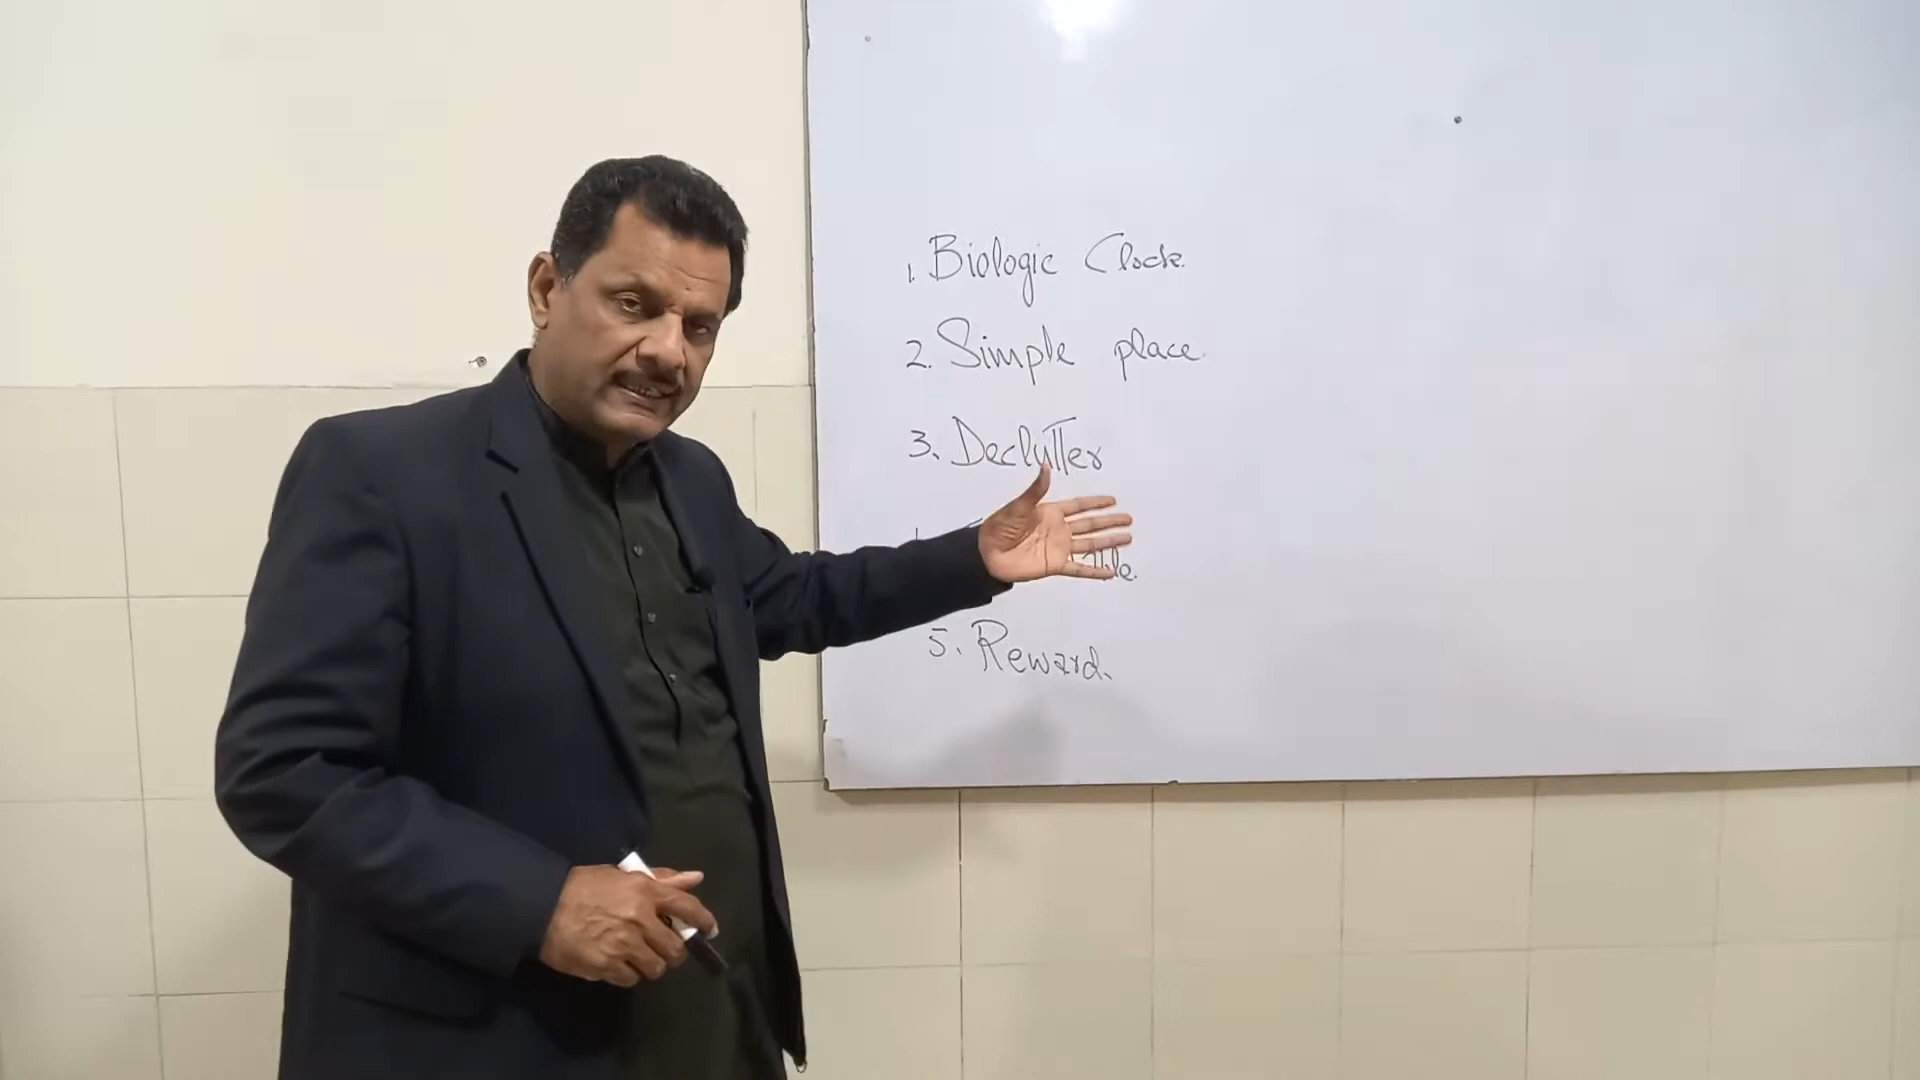 1. Biologic Clock.
2. Simple place.
3. Declutter
5. Reward.